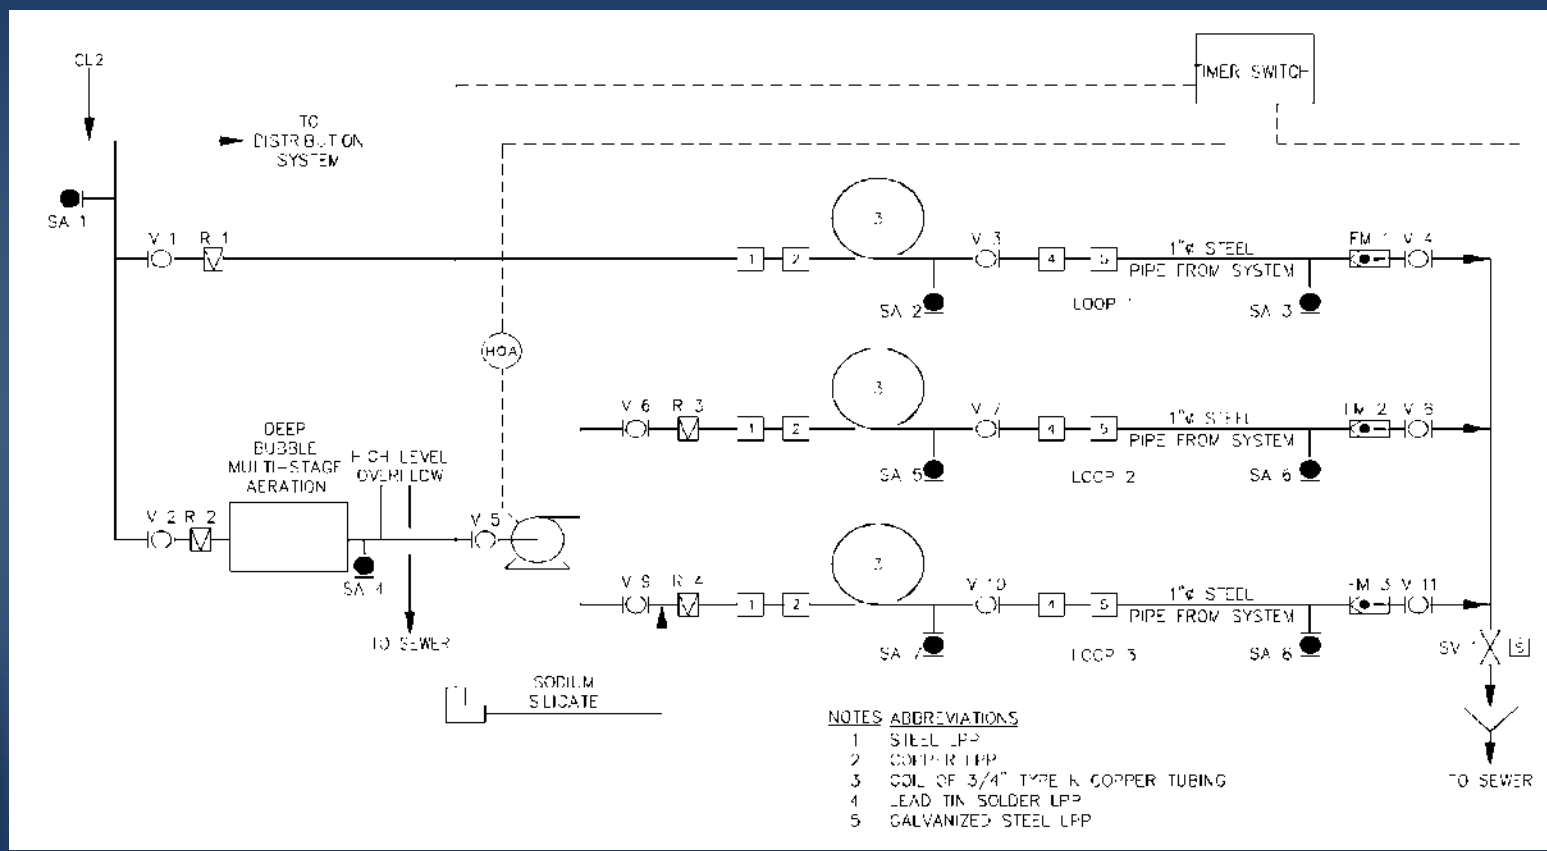 CL2
TIMER SWITCH
TO
DISTRIBUTION
SYSTEM
SA 1
V 1
R 1
1
2
3
V 3
4
5
1"¢ STEEL
PIPE FROM SYSTEM
FM 1
V 4
SA 2
LOOP 1
SA 3
HOA
V 6
R 3
1
2
3
V 7
4
5
1"¢ STEEL
PIPE FROM SYSTEM
FM 2
SA 5
LOOP 2
SA 6
DEEP
BUBBLE
MULTI-STAGE
AERATION
HIGH LEVEL
OVERFLOW
V 2
R 2
V 5
SA 4
TO SEWER
V 9
R 4
1
2
3
V 10
4
5
1"¢ STEEL
PIPE FROM SYSTEM
FM 3
V 11
SA 7
LOOP 3
SA 8
SV 1
S
SODIUM
SILICATE
TO SEWER
NOTES ABBREVIATIONS
1 STEEL LPR
2 COPPER LPR
3 COIL OF 3/4" TYPE K COPPER TUBING
4 LEAD TIN SOLDER LPR
5 GALVANIZED STEEL LPR